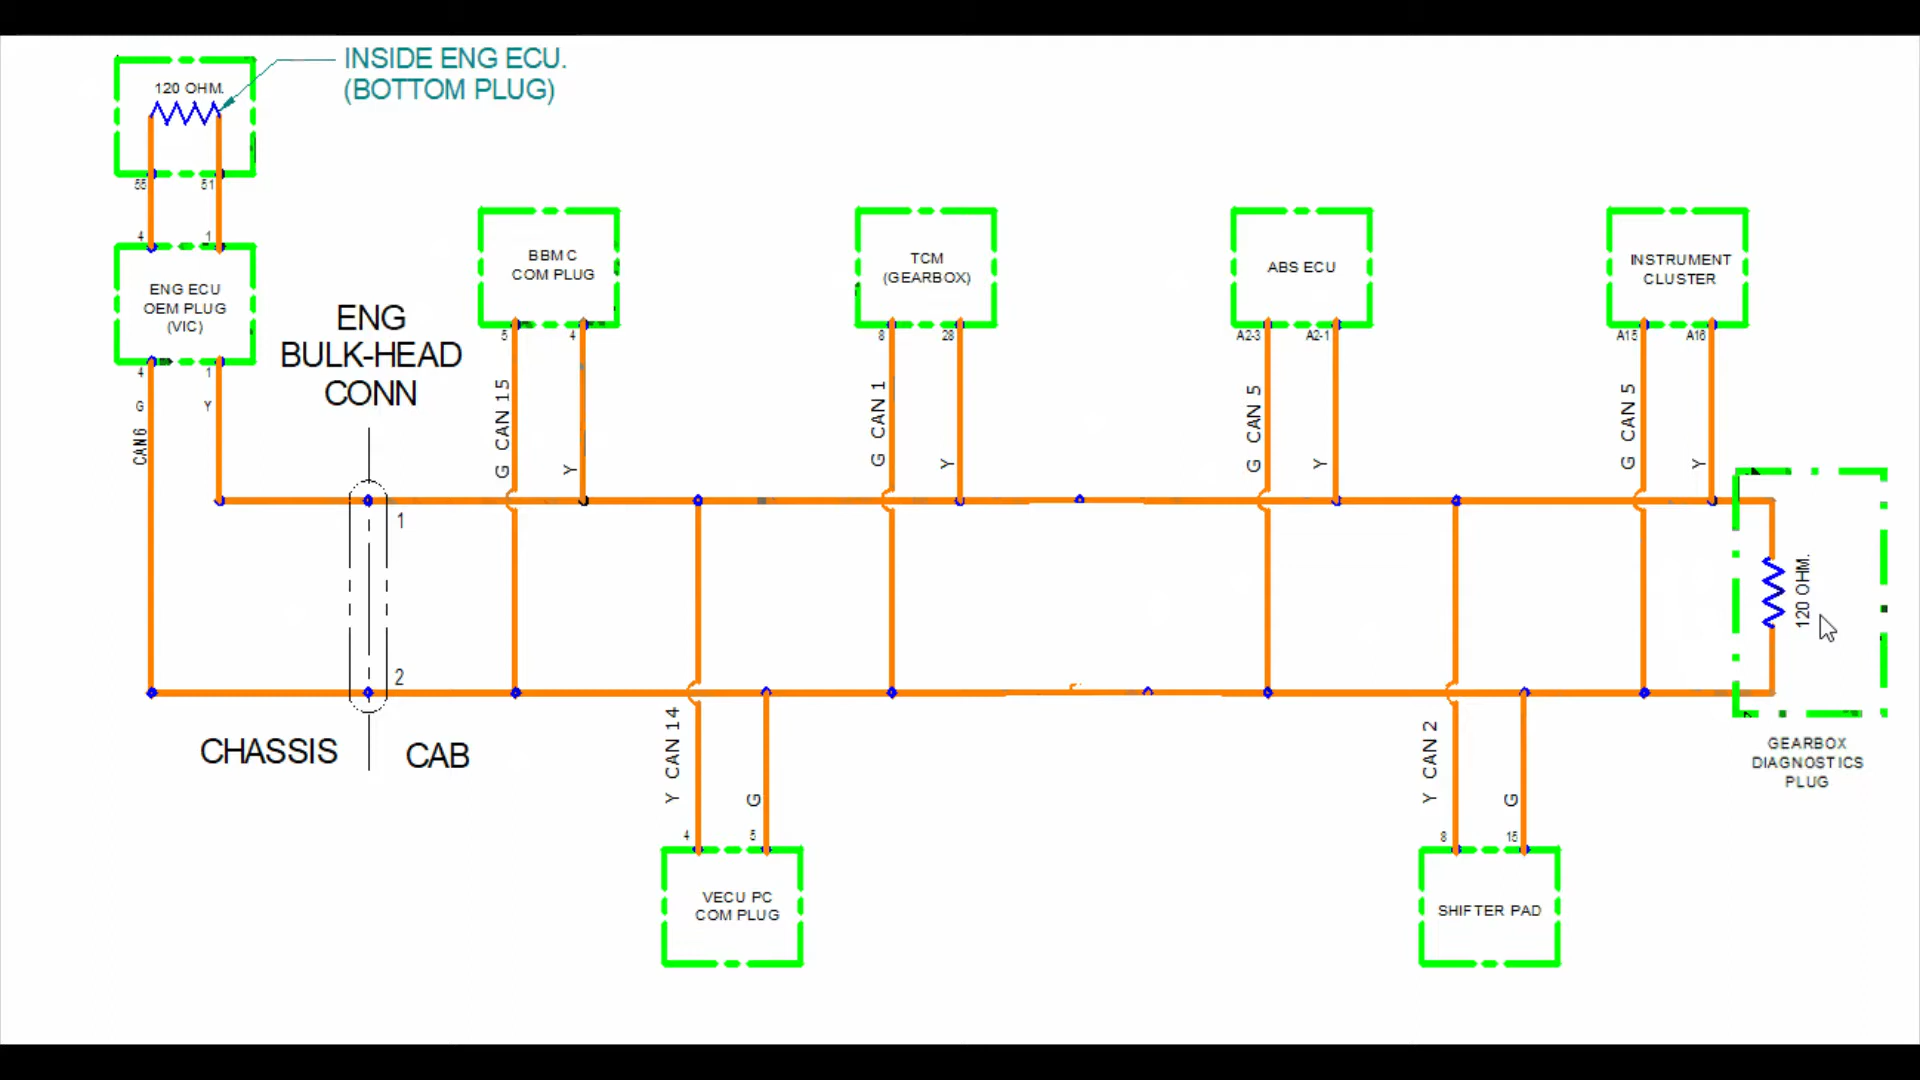 INSIDE ENG ECU.
(BOTTOM PLUG)
120 OHM.
55 51
4 1
ENG ECU
OEM PLUG
(VIC)
4 1
G Y
CAN6
ENG
BULK-HEAD
CONN
1
2
CHASSIS CAB
BBMC
COM PLUG
5 4
G CAN 15
Y
TCM
(GEARBOX)
8 28
G CAN 1
Y
ABS ECU
A2-3 A2-1
G CAN 5
Y
INSTRUMENT
CLUSTER
A15 A16
G CAN 5
Y
120 OHM.
GEARBOX
DIAGNOSTICS
PLUG
Y CAN 14
G
4 5
VECU PC
COM PLUG
Y CAN 2
G
8 15
SHIFTER PAD